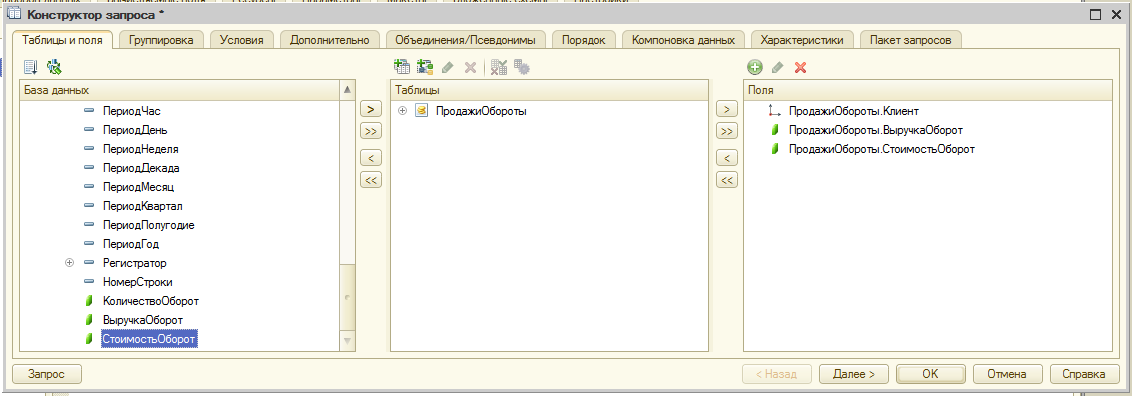 Конструктор запроса *
Таблицы и поля
Группировка
Условия
Дополнительно
Объединения/Псевдонимы
Порядок
Компоновка данных
Характеристики
Пакет запросов
База данных
ПериодЧас
ПериодДень
ПериодНеделя
ПериодДекада
ПериодМесяц
ПериодКвартал
ПериодПолугодие
ПериодГод
Регистратор
НомерСтроки
КоличествоОборот
ВыручкаОборот
СтоимостьОборот
>
>>
<
<<
Таблицы
ПродажиОбороты
>
>>
<
<<
Поля
ПродажиОбороты.Клиент
ПродажиОбороты.ВыручкаОборот
ПродажиОбороты.СтоимостьОборот
Запрос
< Назад
Далее >
OK
Отмена
Справка